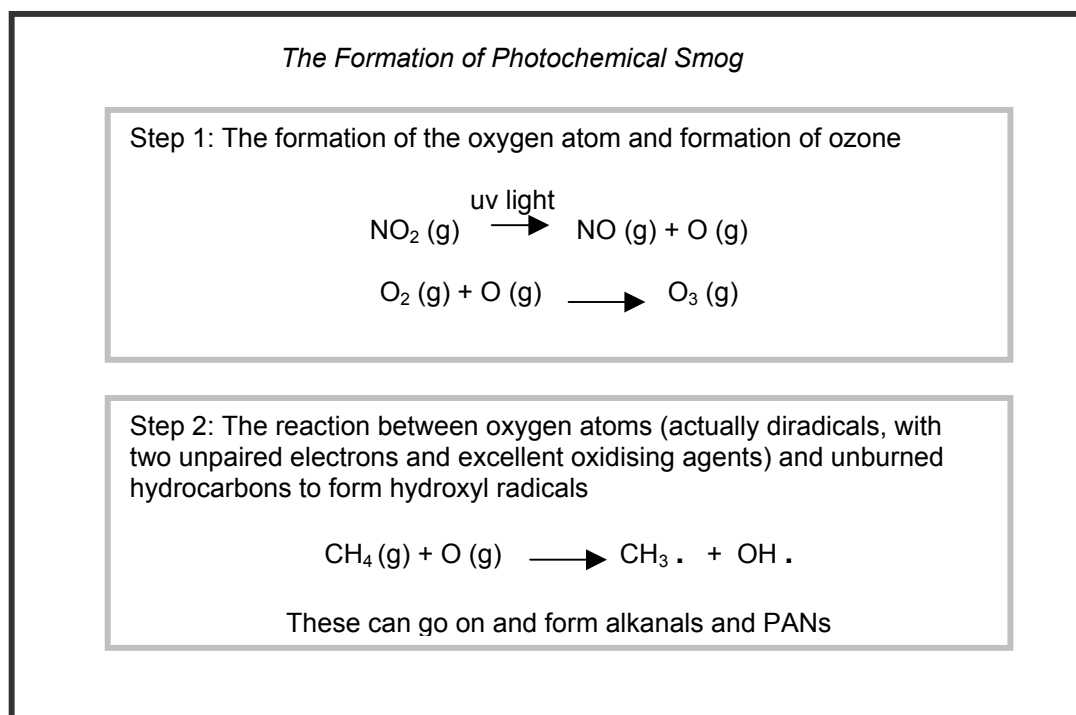 The Formation of Photochemical Smog
Step 1: The formation of the oxygen atom and formation of ozone
uv light
NO₂ (g) → NO (g) + O (g)
O₂ (g) + O (g) → O₃ (g)
Step 2: The reaction between oxygen atoms (actually diradicals, with
two unpaired electrons and excellent oxidising agents) and unburned
hydrocarbons to form hydroxyl radicals
CH₄ (g) + O (g) → CH₃ . + OH .
These can go on and form alkanals and PANs